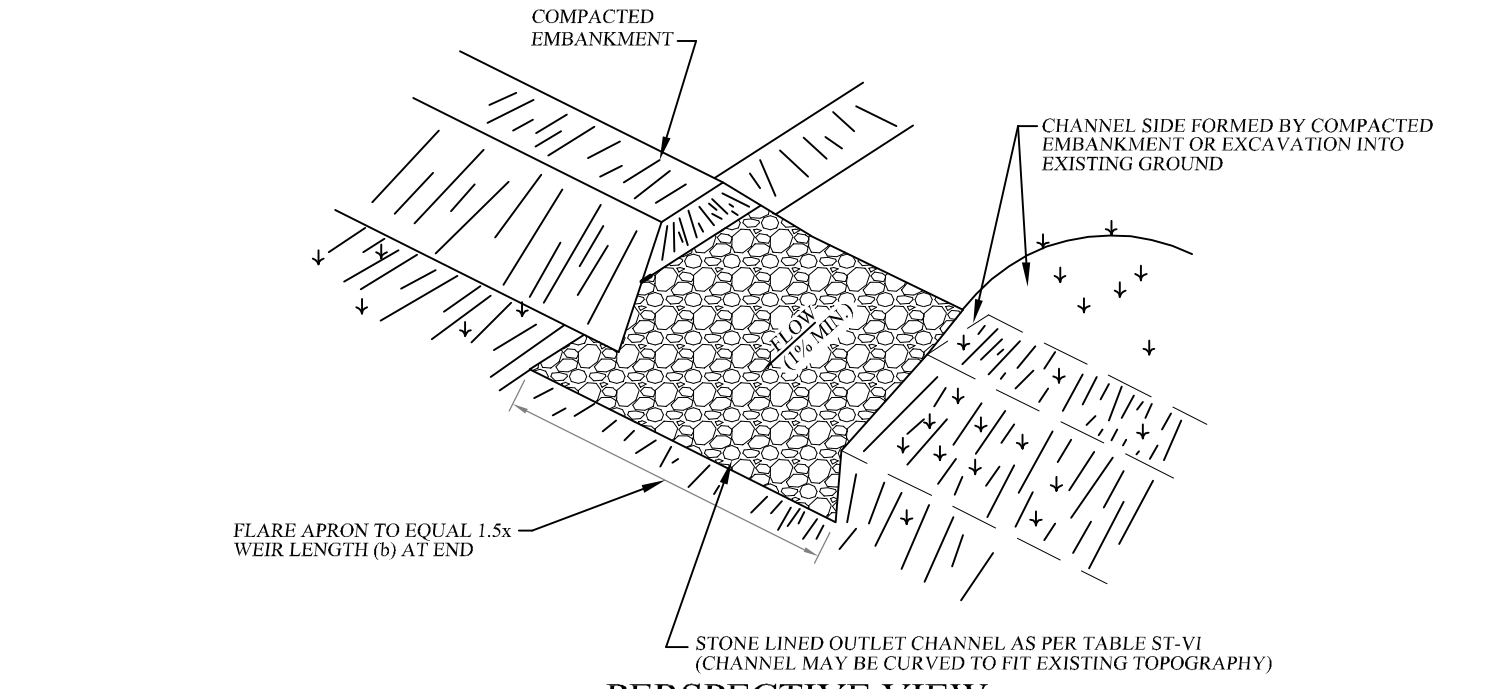 COMPACTED
EMBANKMENT
CHANNEL SIDE FORMED BY COMPACTED
EMBANKMENT OR EXCAVATION INTO
EXISTING GROUND
FLOW
(1% MIN.)
FLARE APRON TO EQUAL 1.5x
WEIR LENGTH (b) AT END
STONE LINED OUTLET CHANNEL AS PER TABLE ST-VI
(CHANNEL MAY BE CURVED TO FIT EXISTING TOPOGRAPHY)
PERSPECTIVE VIEW